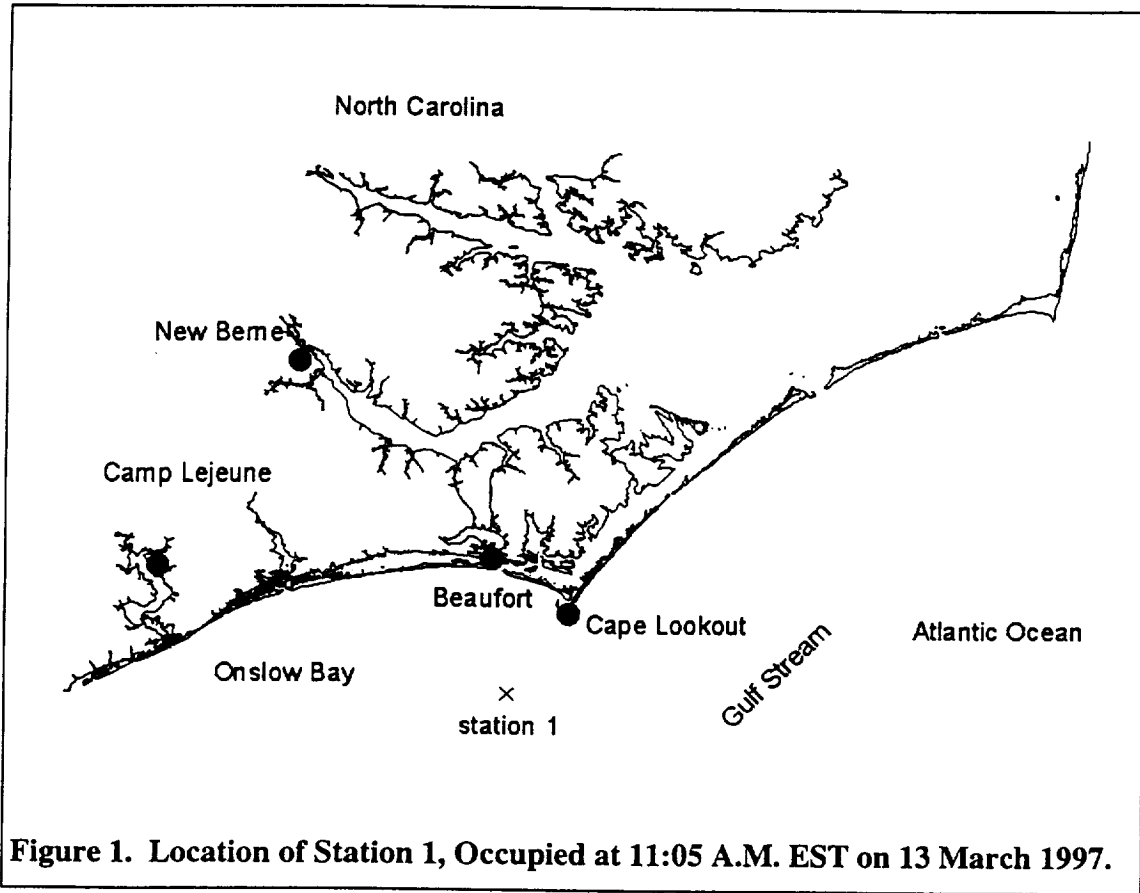 North Carolina
New Berne
Camp Lejeune
Beaufort
Cape Lookout
Atlantic Ocean
Gulf Stream
Onslow Bay
station 1
Figure 1. Location of Station 1, Occupied at 11:05 A.M. EST on 13 March 1997.